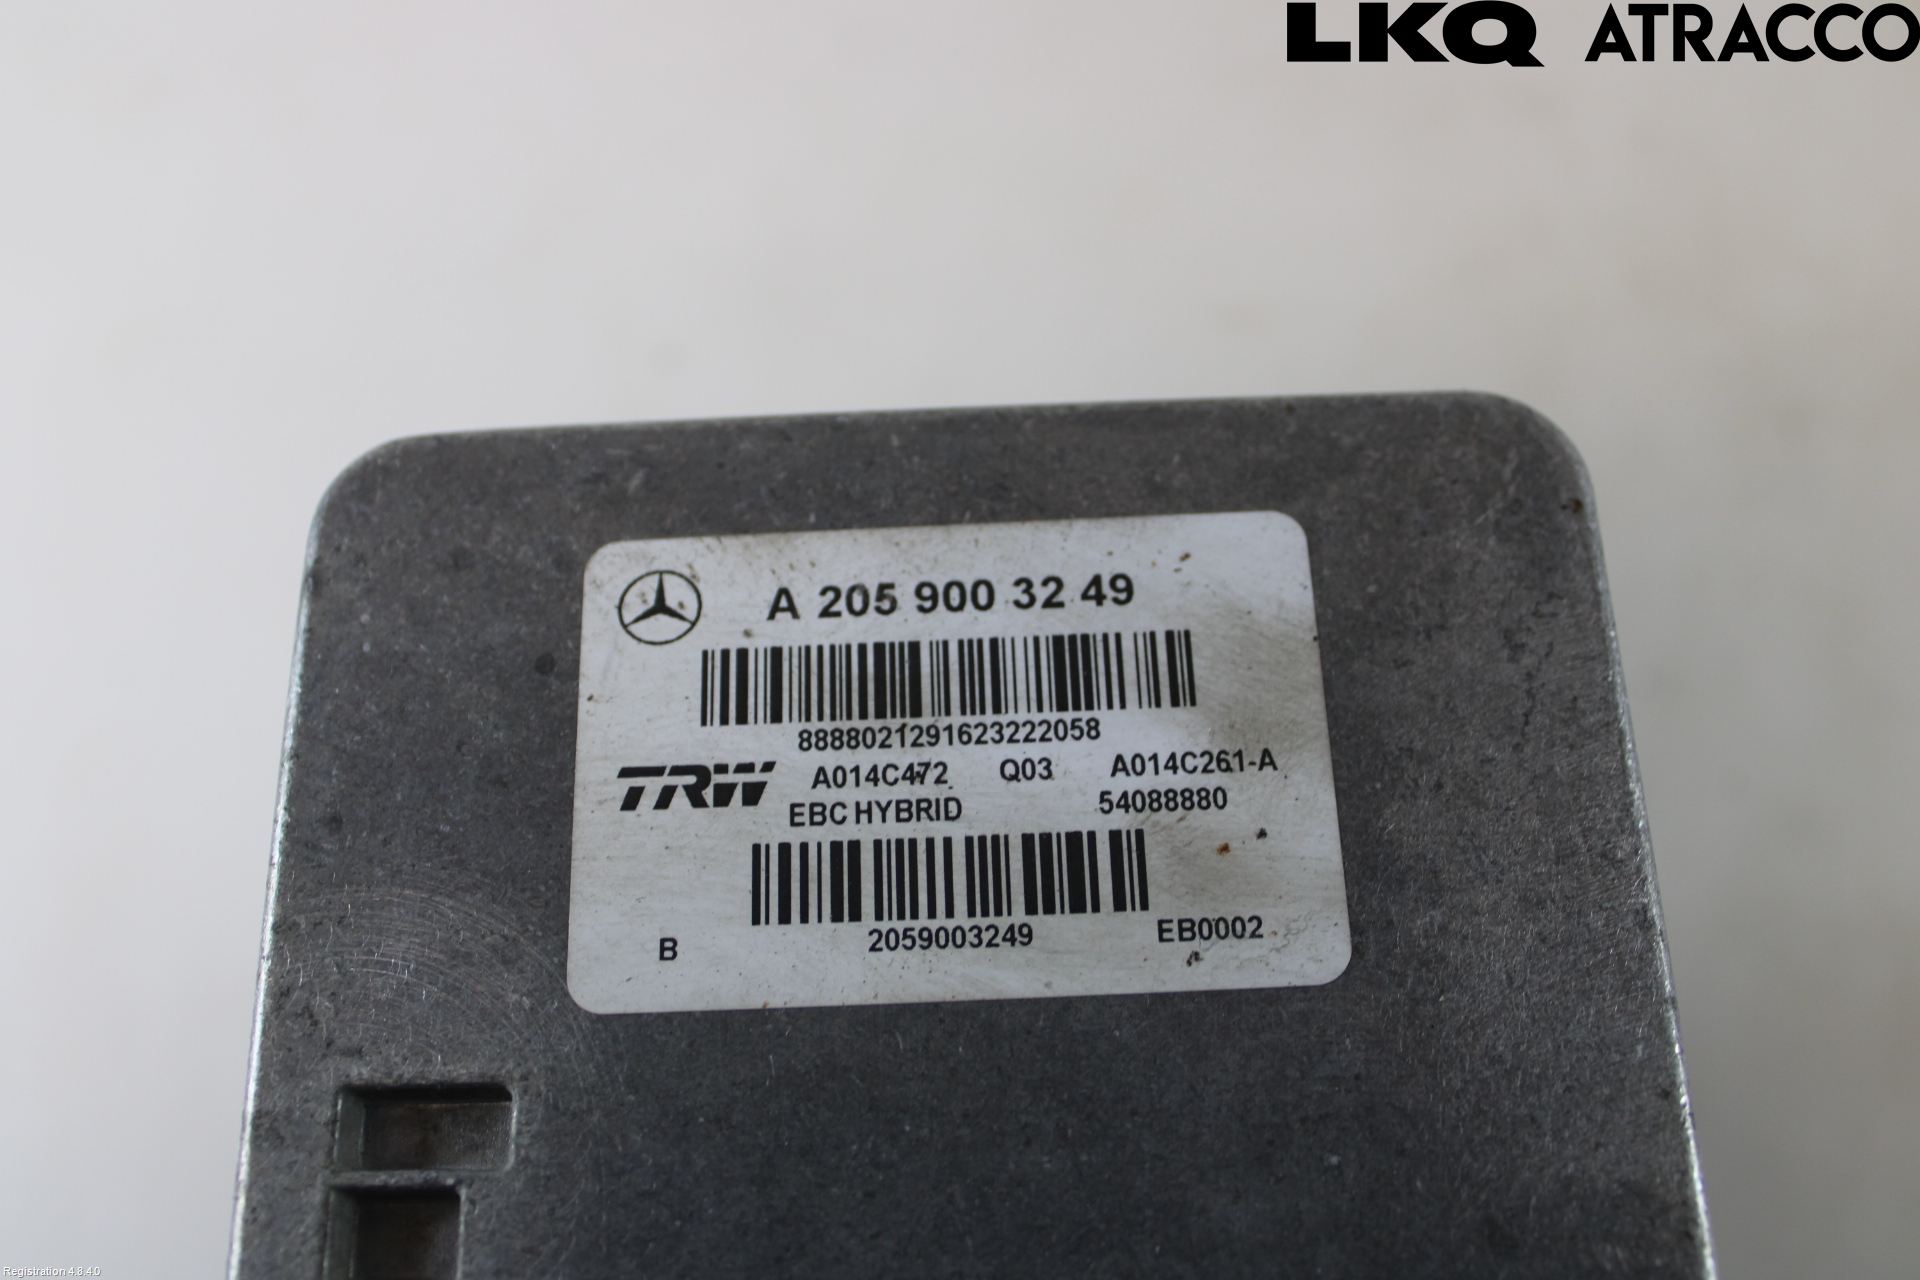 LKQ ATRACCO
A 205 900 32 49
8888021291623222058
TRW A014C472 Q03 A014C261-A
EBC HYBRID 54088880
2059003249 EB0002
B
Registration 4.8.4.0